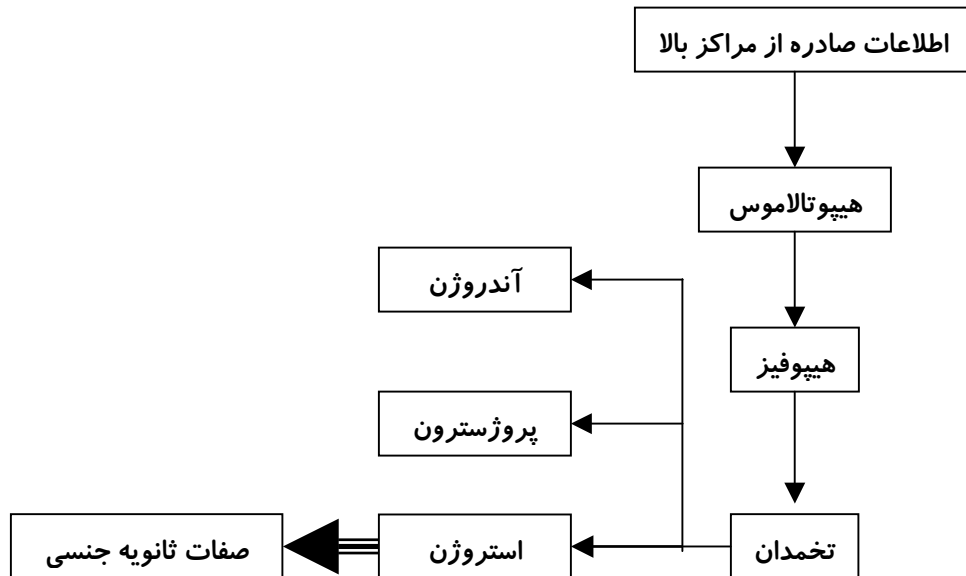 اطلاعات صادره از مراکز بالا
هیپوتالاموس
آندروژن
هیپوفیز
پروژسترون
تخمدان
استروژن
صفات ثانویه جنسی